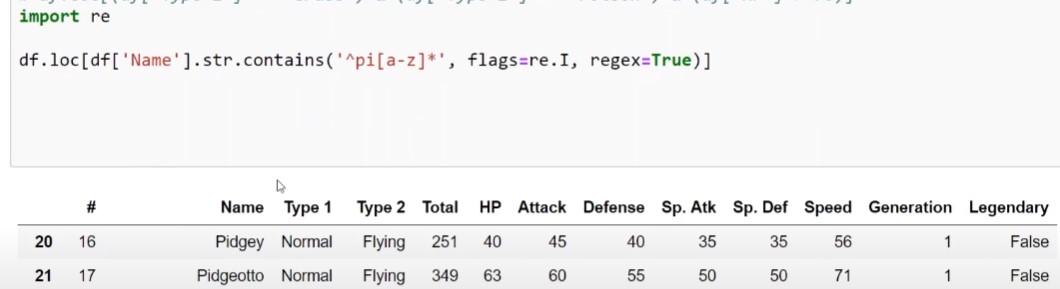 import re
df.loc[df['Name'].str.contains('^pi[a-z]*', flags=re.I, regex=True)]
# Name Type 1 Type 2 Total HP Attack Defense Sp. Atk Sp. Def Speed Generation Legendary
20 16 Pidgey Normal Flying 251 40 45 40 35 35 56 1 False
21 17 Pidgeotto Normal Flying 349 63 60 55 50 50 71 1 False